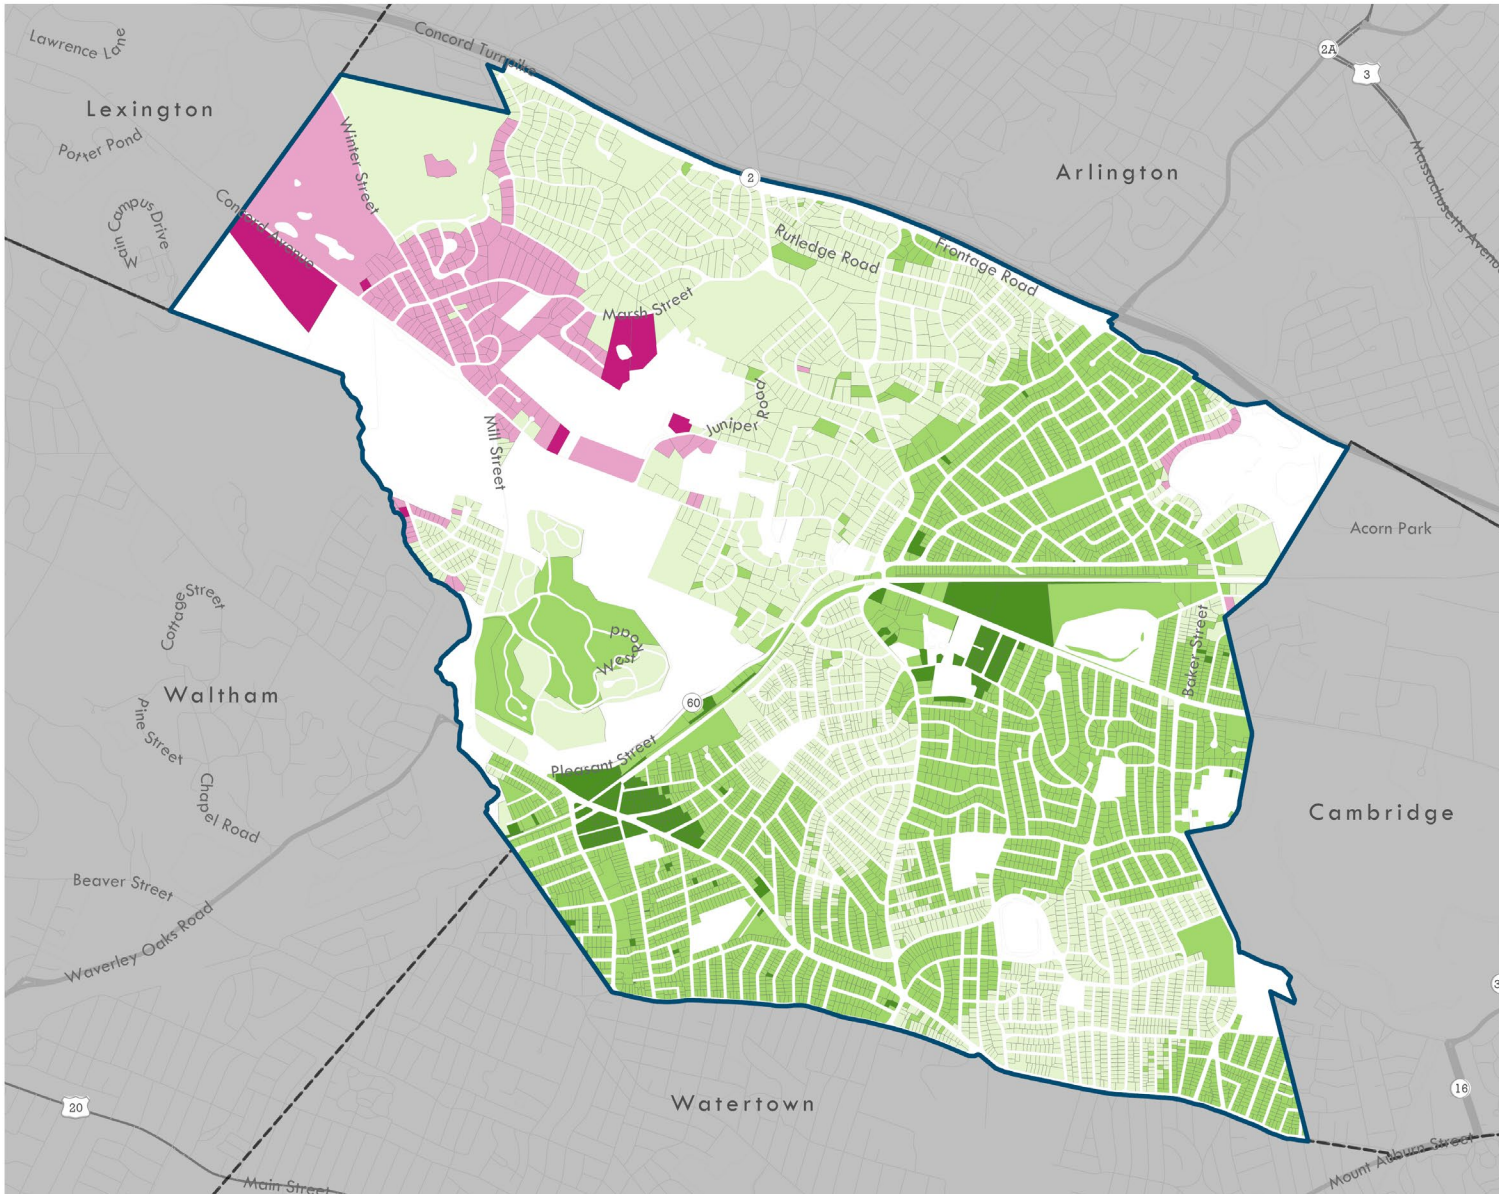 Concord Turnpike
Lawrence Lane
2A
3
Lexington
Potter Pond
Winter Street
Arlington
Massachusetts Avenue
2
Main Campus Drive
Concord Avenue
Rutledge Road
Frontage Road
Marsh Street
Juniper Road
Mill Street
Acorn Park
Cottage Street
West Road
Baker Street
Waltham
60
Pine Street
Pleasant Street
Chapel Road
Cambridge
Beaver Street
Waverley Oaks Road
3
16
20
Watertown
Mount Auburn Street
Main Street